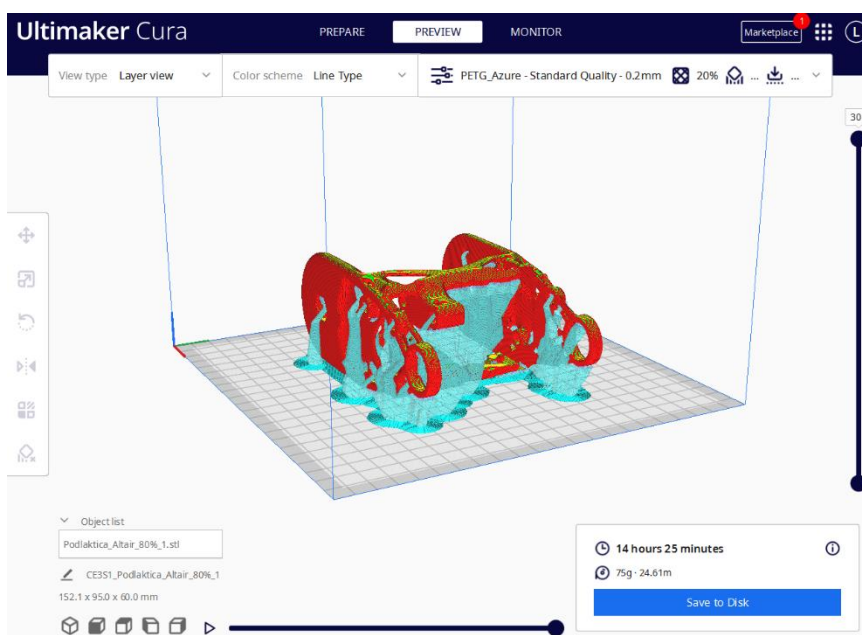 Ultimaker Cura PREPARE PREVIEW MONITOR Marketplace 1 L
View type Layer view Color scheme Line Type PETG_Azure - Standard Quality - 0.2mm 20% ... ...
30
Object list
Podlaktica_Altair_80%_1.stl
CE3S1_Podlaktica_Altair_80%_1
152.1 x 95.0 x 60.0 mm
14 hours 25 minutes
75g · 24.61m
Save to Disk